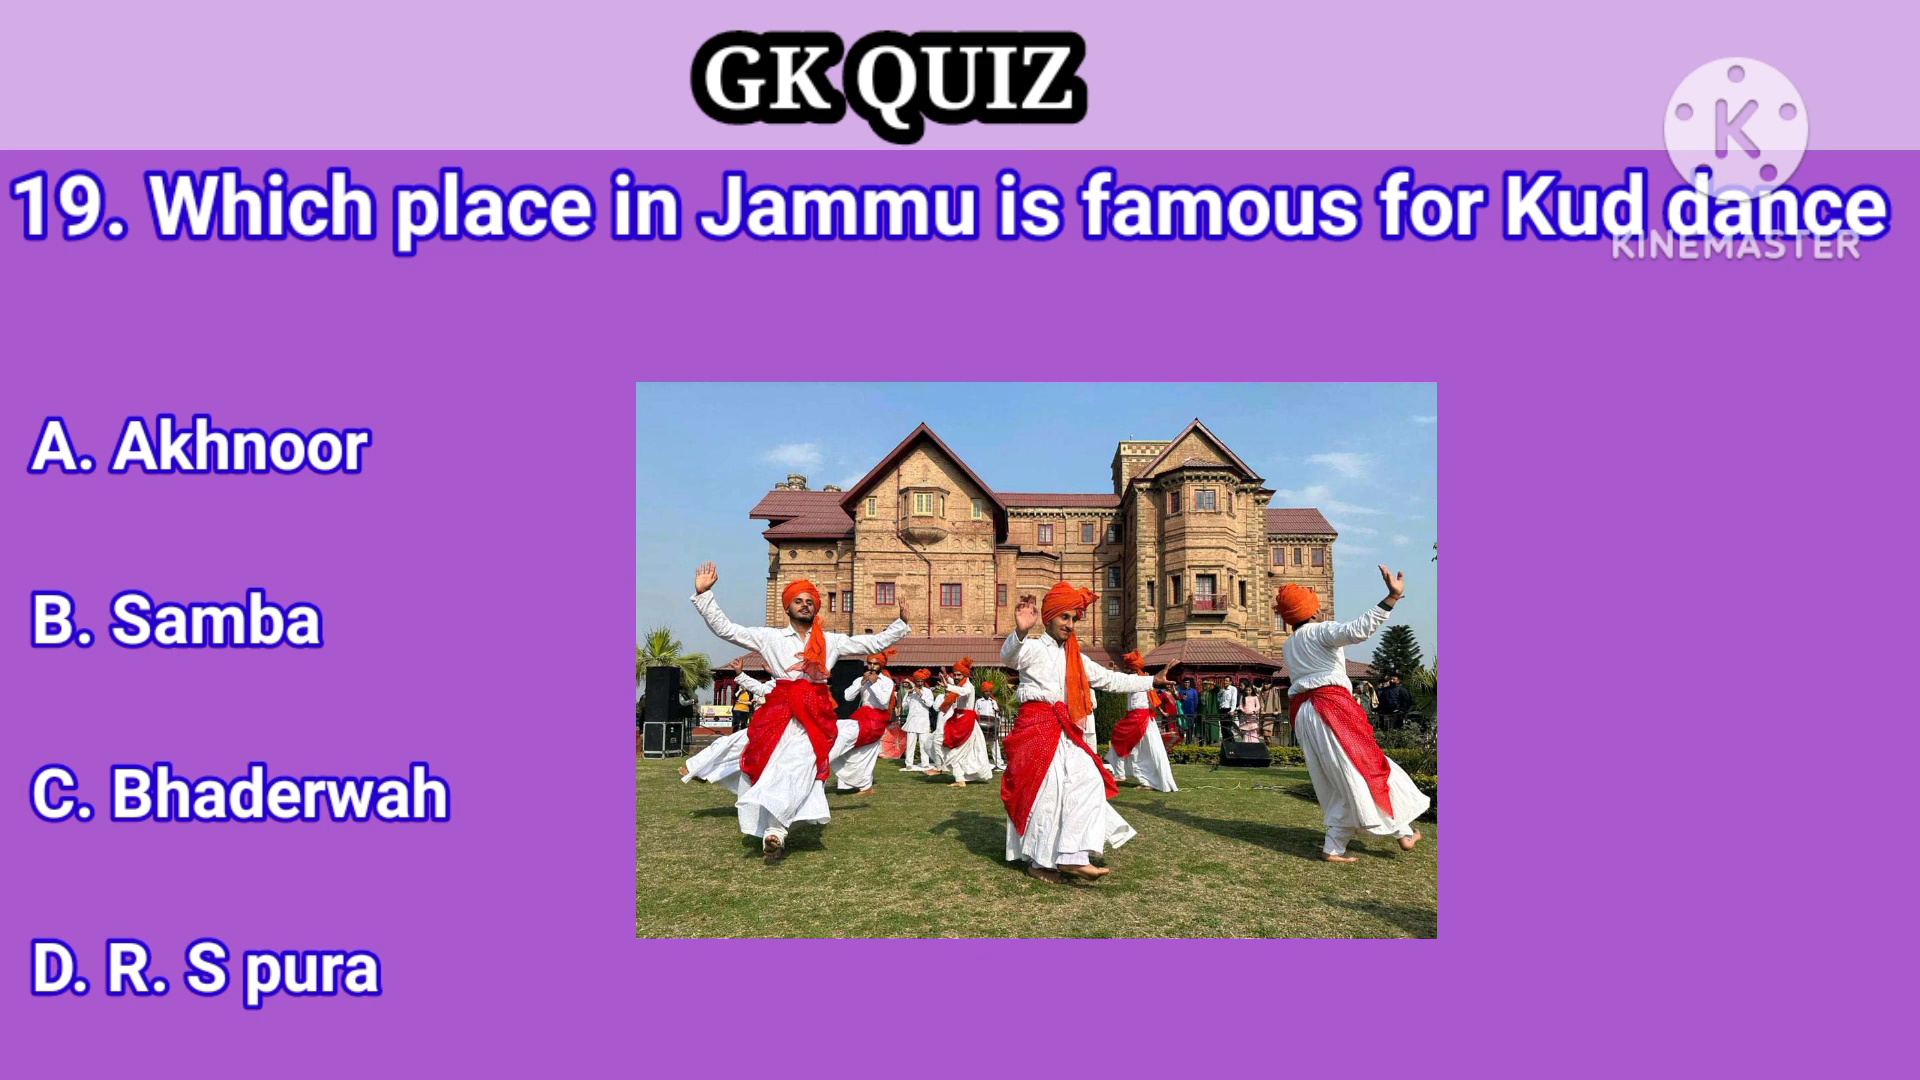 GK QUIZ
K
19. Which place in Jammu is famous for Kud dance
KINEMASTER
A. Akhnoor
B. Samba
C. Bhaderwah
D. R. S pura